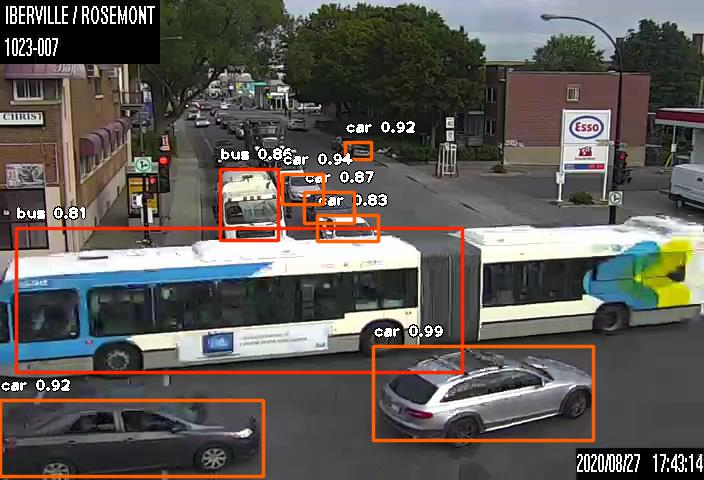 IBERVILLE / ROSEMONT
1023-007
CHRIST
Esso
car 0.92
bus 0.86
car 0.94
car 0.87
car 0.83
bus 0.81
car 0.99
car 0.92
2020/08/27 17:43:14